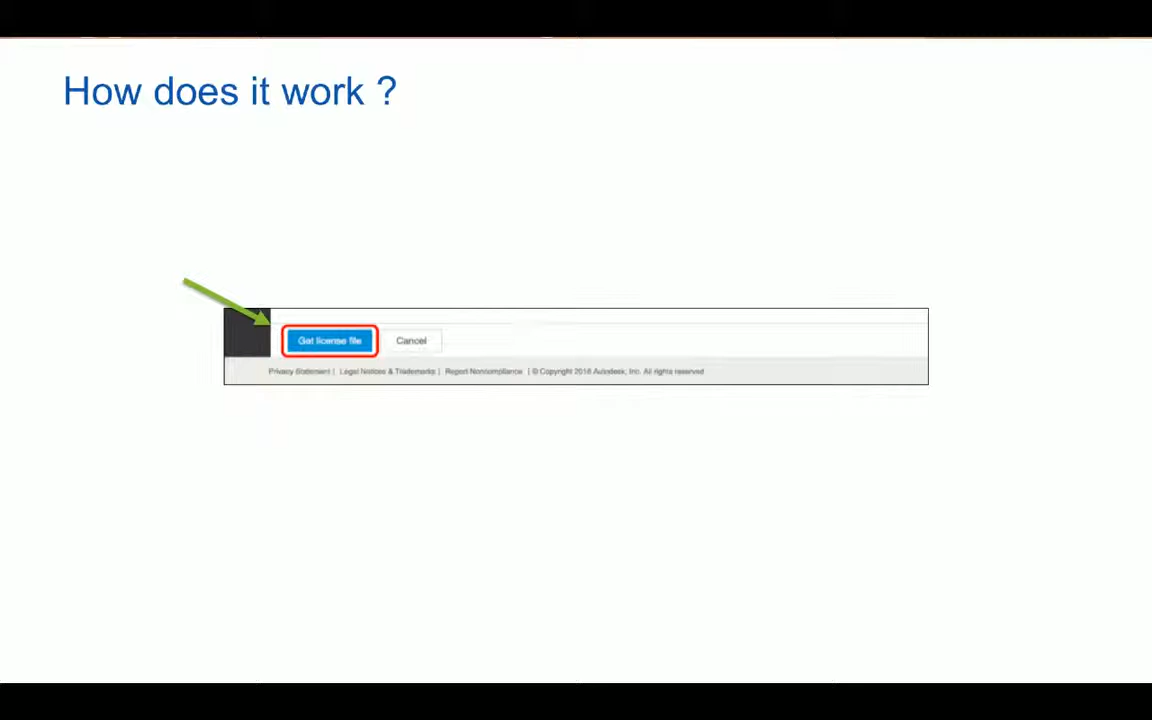 How does it work ?
Get license file
Cancel
Privacy Statement | Legal Notices & Trademarks | Report Noncompliance | © Copyright 2016 Autodesk, Inc. All rights reserved